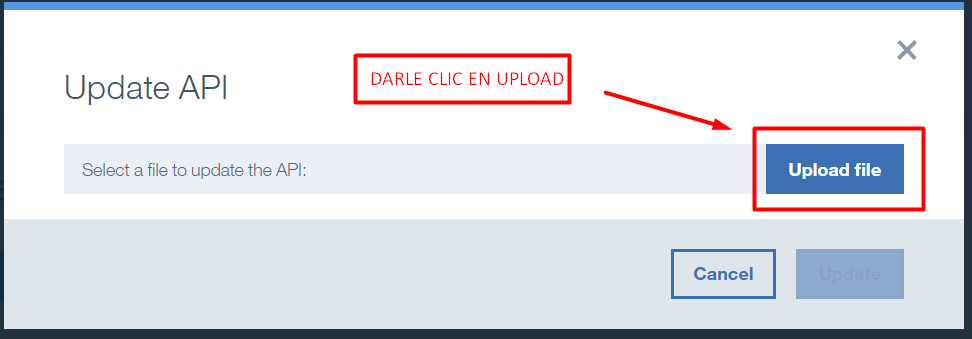 Update API
DARLE CLIC EN UPLOAD
Select a file to update the API:
Upload file
Cancel
Update